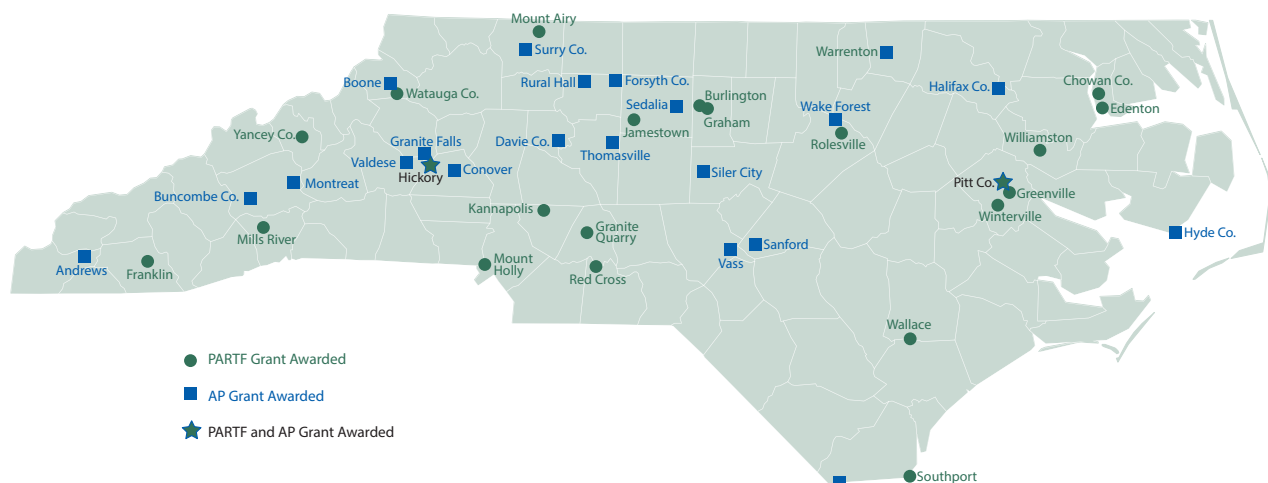 Mount Airy
Surry Co.
Warrenton
Boone
Watauga Co.
Rural Hall
Forsyth Co.
Halifax Co.
Chowan Co.
Edenton
Sedalia
Burlington
Graham
Jamestown
Wake Forest
Rolesville
Yancey Co.
Granite Falls
Valdese
Hickory
Conover
Davie Co.
Thomasville
Williamston
Siler City
Montreat
Buncombe Co.
Pitt Co.
Greenville
Winterville
Kannapolis
Mills River
Granite
Quarry
Hyde Co.
Sanford
Vass
Andrews
Franklin
Mount
Holly
Red Cross
Wallace
PARTF Grant Awarded
AP Grant Awarded
PARTF and AP Grant Awarded
Southport